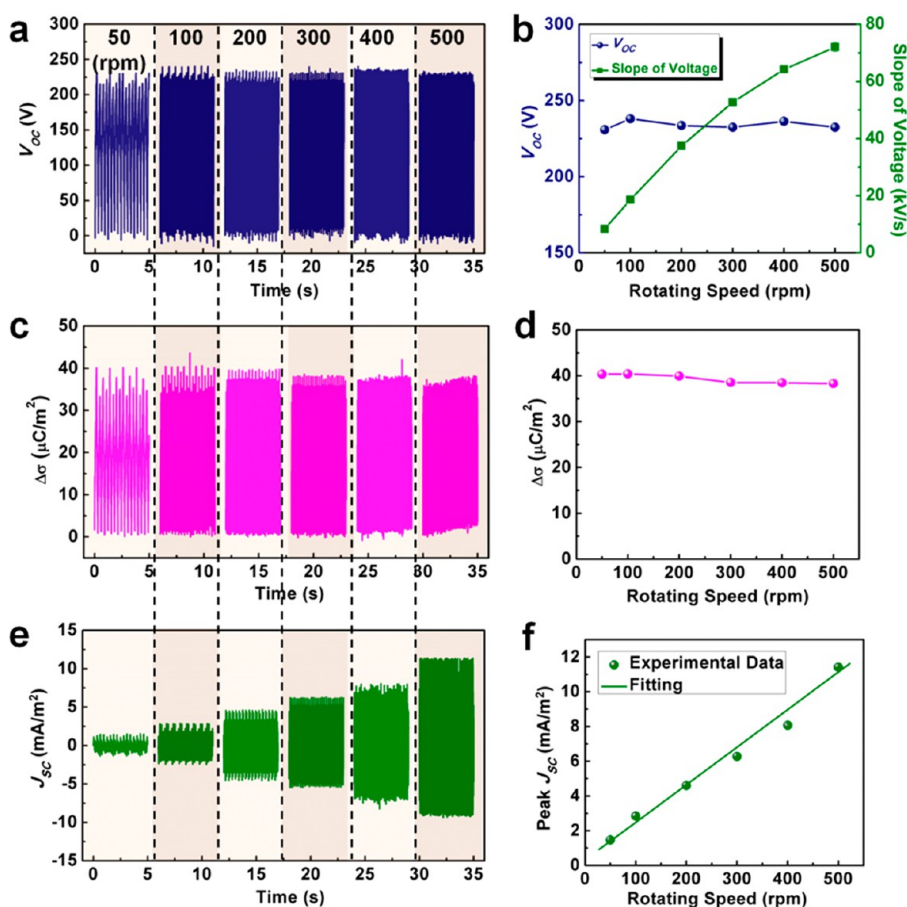 a
50 100 200 300 400 500
(rpm)
300
250
200
150
100
50
0
V_OC (V)
0 5 10 15 20 25 30 35
Time (s)
b
V_OC
Slope of Voltage
300
275
250
225
200
175
150
V_OC (V)
80
60
40
20
0
Slope of Voltage (kV/s)
0 100 200 300 400 500
Rotating Speed (rpm)
c
50
40
30
20
10
0
Δσ (μC/m²)
0 5 10 15 20 25 30 35
Time (s)
d
50
40
30
20
10
0
Δσ (μC/m²)
0 100 200 300 400 500
Rotating Speed (rpm)
e
15
10
5
0
-5
-10
-15
J_SC (mA/m²)
0 5 10 15 20 25 30 35
Time (s)
f
Experimental Data
Fitting
12
10
8
6
4
2
0
Peak J_SC (mA/m²)
0 100 200 300 400 500
Rotating Speed (rpm)